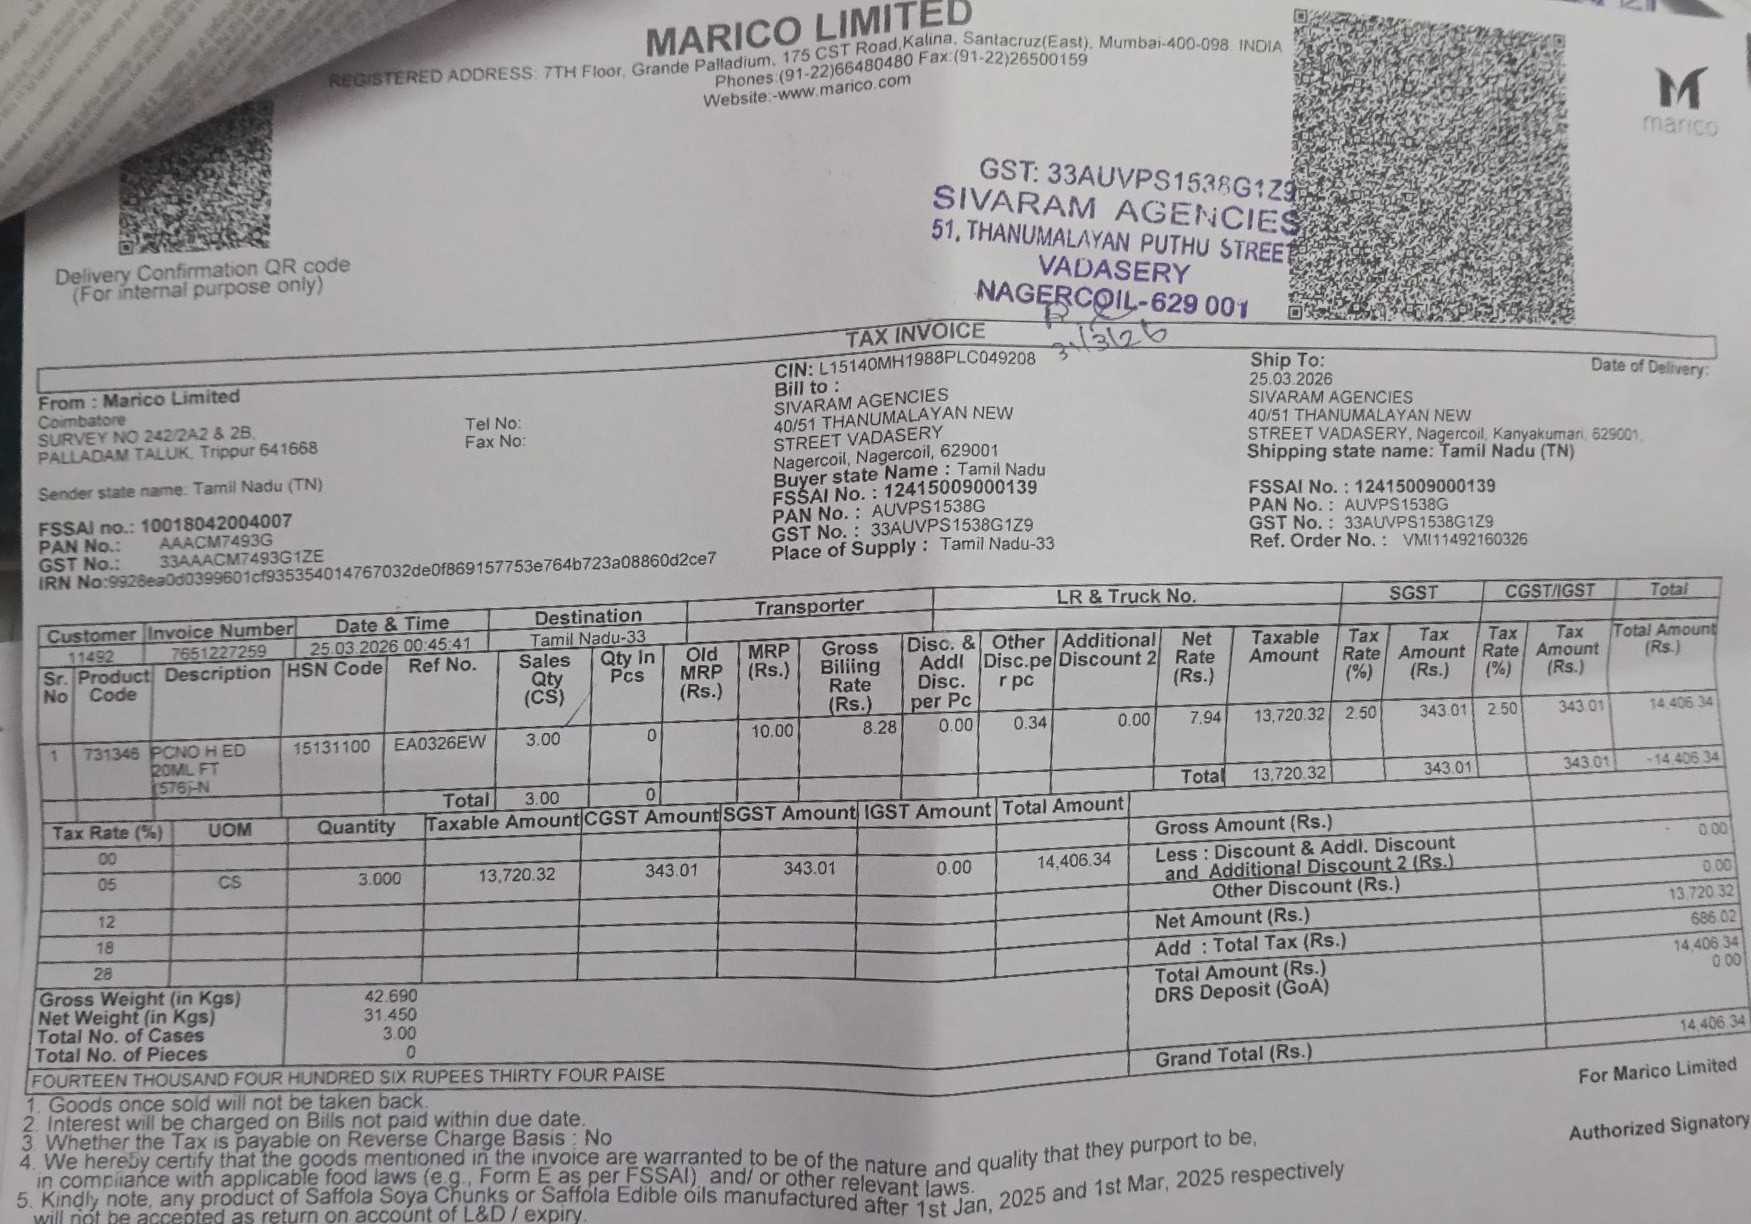 MARICO LIMITED
REGISTERED ADDRESS: 7TH Floor, Grande Palladium, 175 CST Road,Kalina, Santacruz(East), Mumbai-400-098. INDIA
Phones:(91-22)66480480 Fax:(91-22)26500159
Website:-www.marico.com
marico
GST: 33AUVPS1538G1Z9
SIVARAM AGENCIES
51, THANUMALAYAN PUTHU STREET
VADASERY
NAGERCOIL-629 001
31/3/26
Delivery Confirmation QR code
(For internal purpose only)
TAX INVOICE
From : Marico Limited
Coimbatore
SURVEY NO 242/2A2 & 2B,
PALLADAM TALUK, Trippur 641668
Sender state name: Tamil Nadu (TN)
FSSAI no.: 10018042004007
PAN No.: AAACM7493G
GST No.: 33AAACM7493G1ZE
IRN No:9928ea0d0399601cf935354014767032de0f869157753e764b723a08860d2ce7
Tel No:
Fax No:
CIN: L15140MH1988PLC049208
Bill to :
SIVARAM AGENCIES
40/51 THANUMALAYAN NEW
STREET VADASERY
Nagercoil, Nagercoil, 629001
Buyer state Name : Tamil Nadu
FSSAI No. : 12415009000139
PAN No. : AUVPS1538G
GST No. : 33AUVPS1538G1Z9
Place of Supply : Tamil Nadu-33
Ship To:
25.03.2026
SIVARAM AGENCIES
40/51 THANUMALAYAN NEW
STREET VADASERY, Nagercoil, Kanyakumari, 629001,
Shipping state name: Tamil Nadu (TN)
FSSAI No. : 12415009000139
PAN No. : AUVPS1538G
GST No. : 33AUVPS1538G1Z9
Ref. Order No. : VMI11492160326
Date of Delivery:
Customer Invoice Number Date & Time Destination Transporter LR & Truck No. SGST CGST/IGST Total
11492 7651227259 25.03.2026 00:45:41 Tamil Nadu-33
Sr. No Product Code Description HSN Code Ref No. Sales Qty (CS) Qty In Pcs Old MRP (Rs.) MRP (Rs.) Gross Billing Rate (Rs.) Disc. & Addl Disc. per Pc Other Disc.pe r pc Additional Discount 2 Net Rate (Rs.) Taxable Amount Tax Rate (%) Tax Amount (Rs.) Tax Rate (%) Tax Amount (Rs.) Total Amount (Rs.)
1 731346 PCNO H ED 15131100 EA0326EW 3.00 0 10.00 8.28 0.00 0.34 0.00 7.94 13,720.32 2.50 343.01 2.50 343.01 14,406.34
20ML FT
(576)-N
Total 3.00 0 Total 13,720.32 343.01 343.01 14,406.34
Tax Rate (%) UOM Quantity Taxable Amount CGST Amount SGST Amount IGST Amount Total Amount
00
05 CS 3.000 13,720.32 343.01 343.01 0.00 14,406.34
12
18
28
Gross Amount (Rs.)
Less : Discount & Addl. Discount 0.00
and Additional Discount 2 (Rs.)
Other Discount (Rs.) 0.00
Net Amount (Rs.) 13,720.32
Add : Total Tax (Rs.) 686.02
Total Amount (Rs.) 14,406.34
DRS Deposit (GoA) 0.00
Grand Total (Rs.) 14,406.34
Gross Weight (in Kgs) 42.690
Net Weight (in Kgs) 31.450
Total No. of Cases 3.00
Total No. of Pieces 0
FOURTEEN THOUSAND FOUR HUNDRED SIX RUPEES THIRTY FOUR PAISE
For Marico Limited
Authorized Signatory
1. Goods once sold will not be taken back.
2. Interest will be charged on Bills not paid within due date.
3. Whether the Tax is payable on Reverse Charge Basis : No
4. We hereby certify that the goods mentioned in the invoice are warranted to be of the nature and quality that they purport to be,
in compliance with applicable food laws (e.g., Form E as per FSSAI) and/ or other relevant laws.
5. Kindly note, any product of Saffola Soya Chunks or Saffola Edible oils manufactured after 1st Jan, 2025 and 1st Mar, 2025 respectively
will not be accepted as return on account of L&D / expiry.